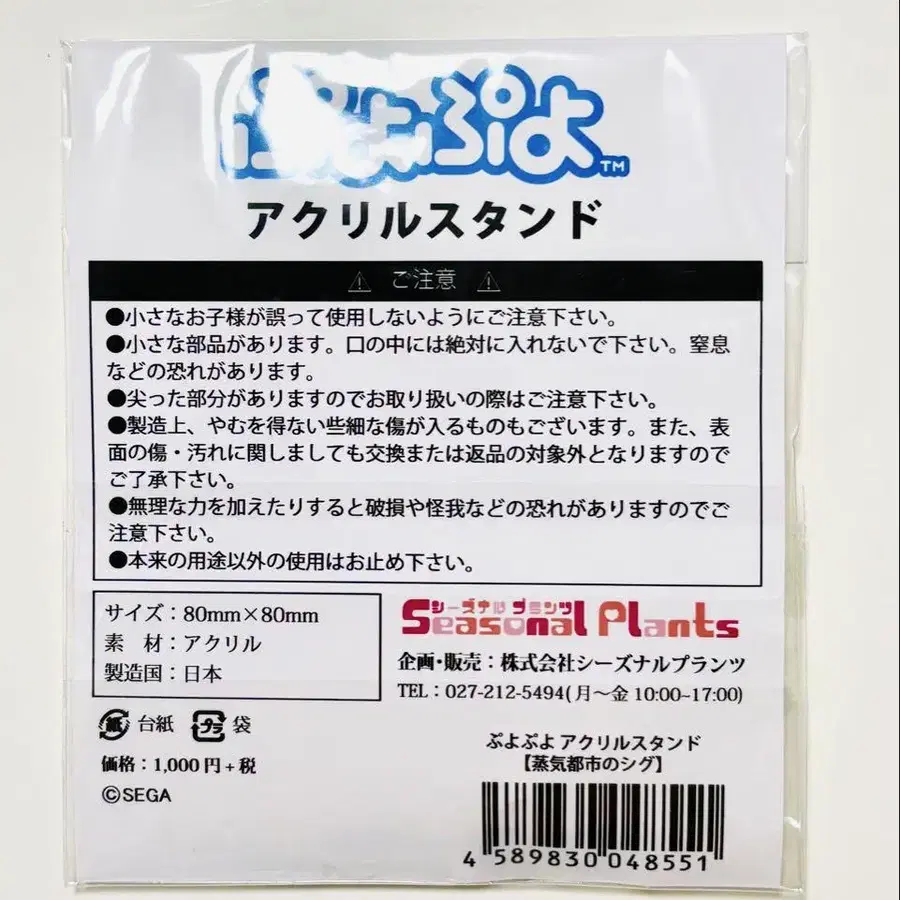 ぷよぷよ™
アクリルスタンド
⚠ ご注意 ⚠
●小さなお子様が誤って使用しないようにご注意下さい。
●小さな部品があります。口の中には絶対に入れないで下さい。窒息
などの恐れがあります。
●尖った部分がありますのでお取り扱いの際はご注意下さい。
●製造上、やむを得ない些細な傷が入るものもございます。また、表
面の傷・汚れに関しましても交換または返品の対象外となりますので
ご了承下さい。
●無理な力を加えたりすると破損や怪我などの恐れがありますのでご
注意下さい。
●本来の用途以外の使用はお止め下さい。
サイズ：80mm×80mm
素　材：アクリル
製造国：日本
シーズナル プランツ
Seasonal Plants
企画・販売：株式会社シーズナルプランツ
TEL：027-212-5494(月～金 10:00-17:00)
紙 台紙 プラ 袋
価格：1,000円+税
©SEGA
ぷよぷよ アクリルスタンド
【蒸気都市のシグ】
4 589830 048551